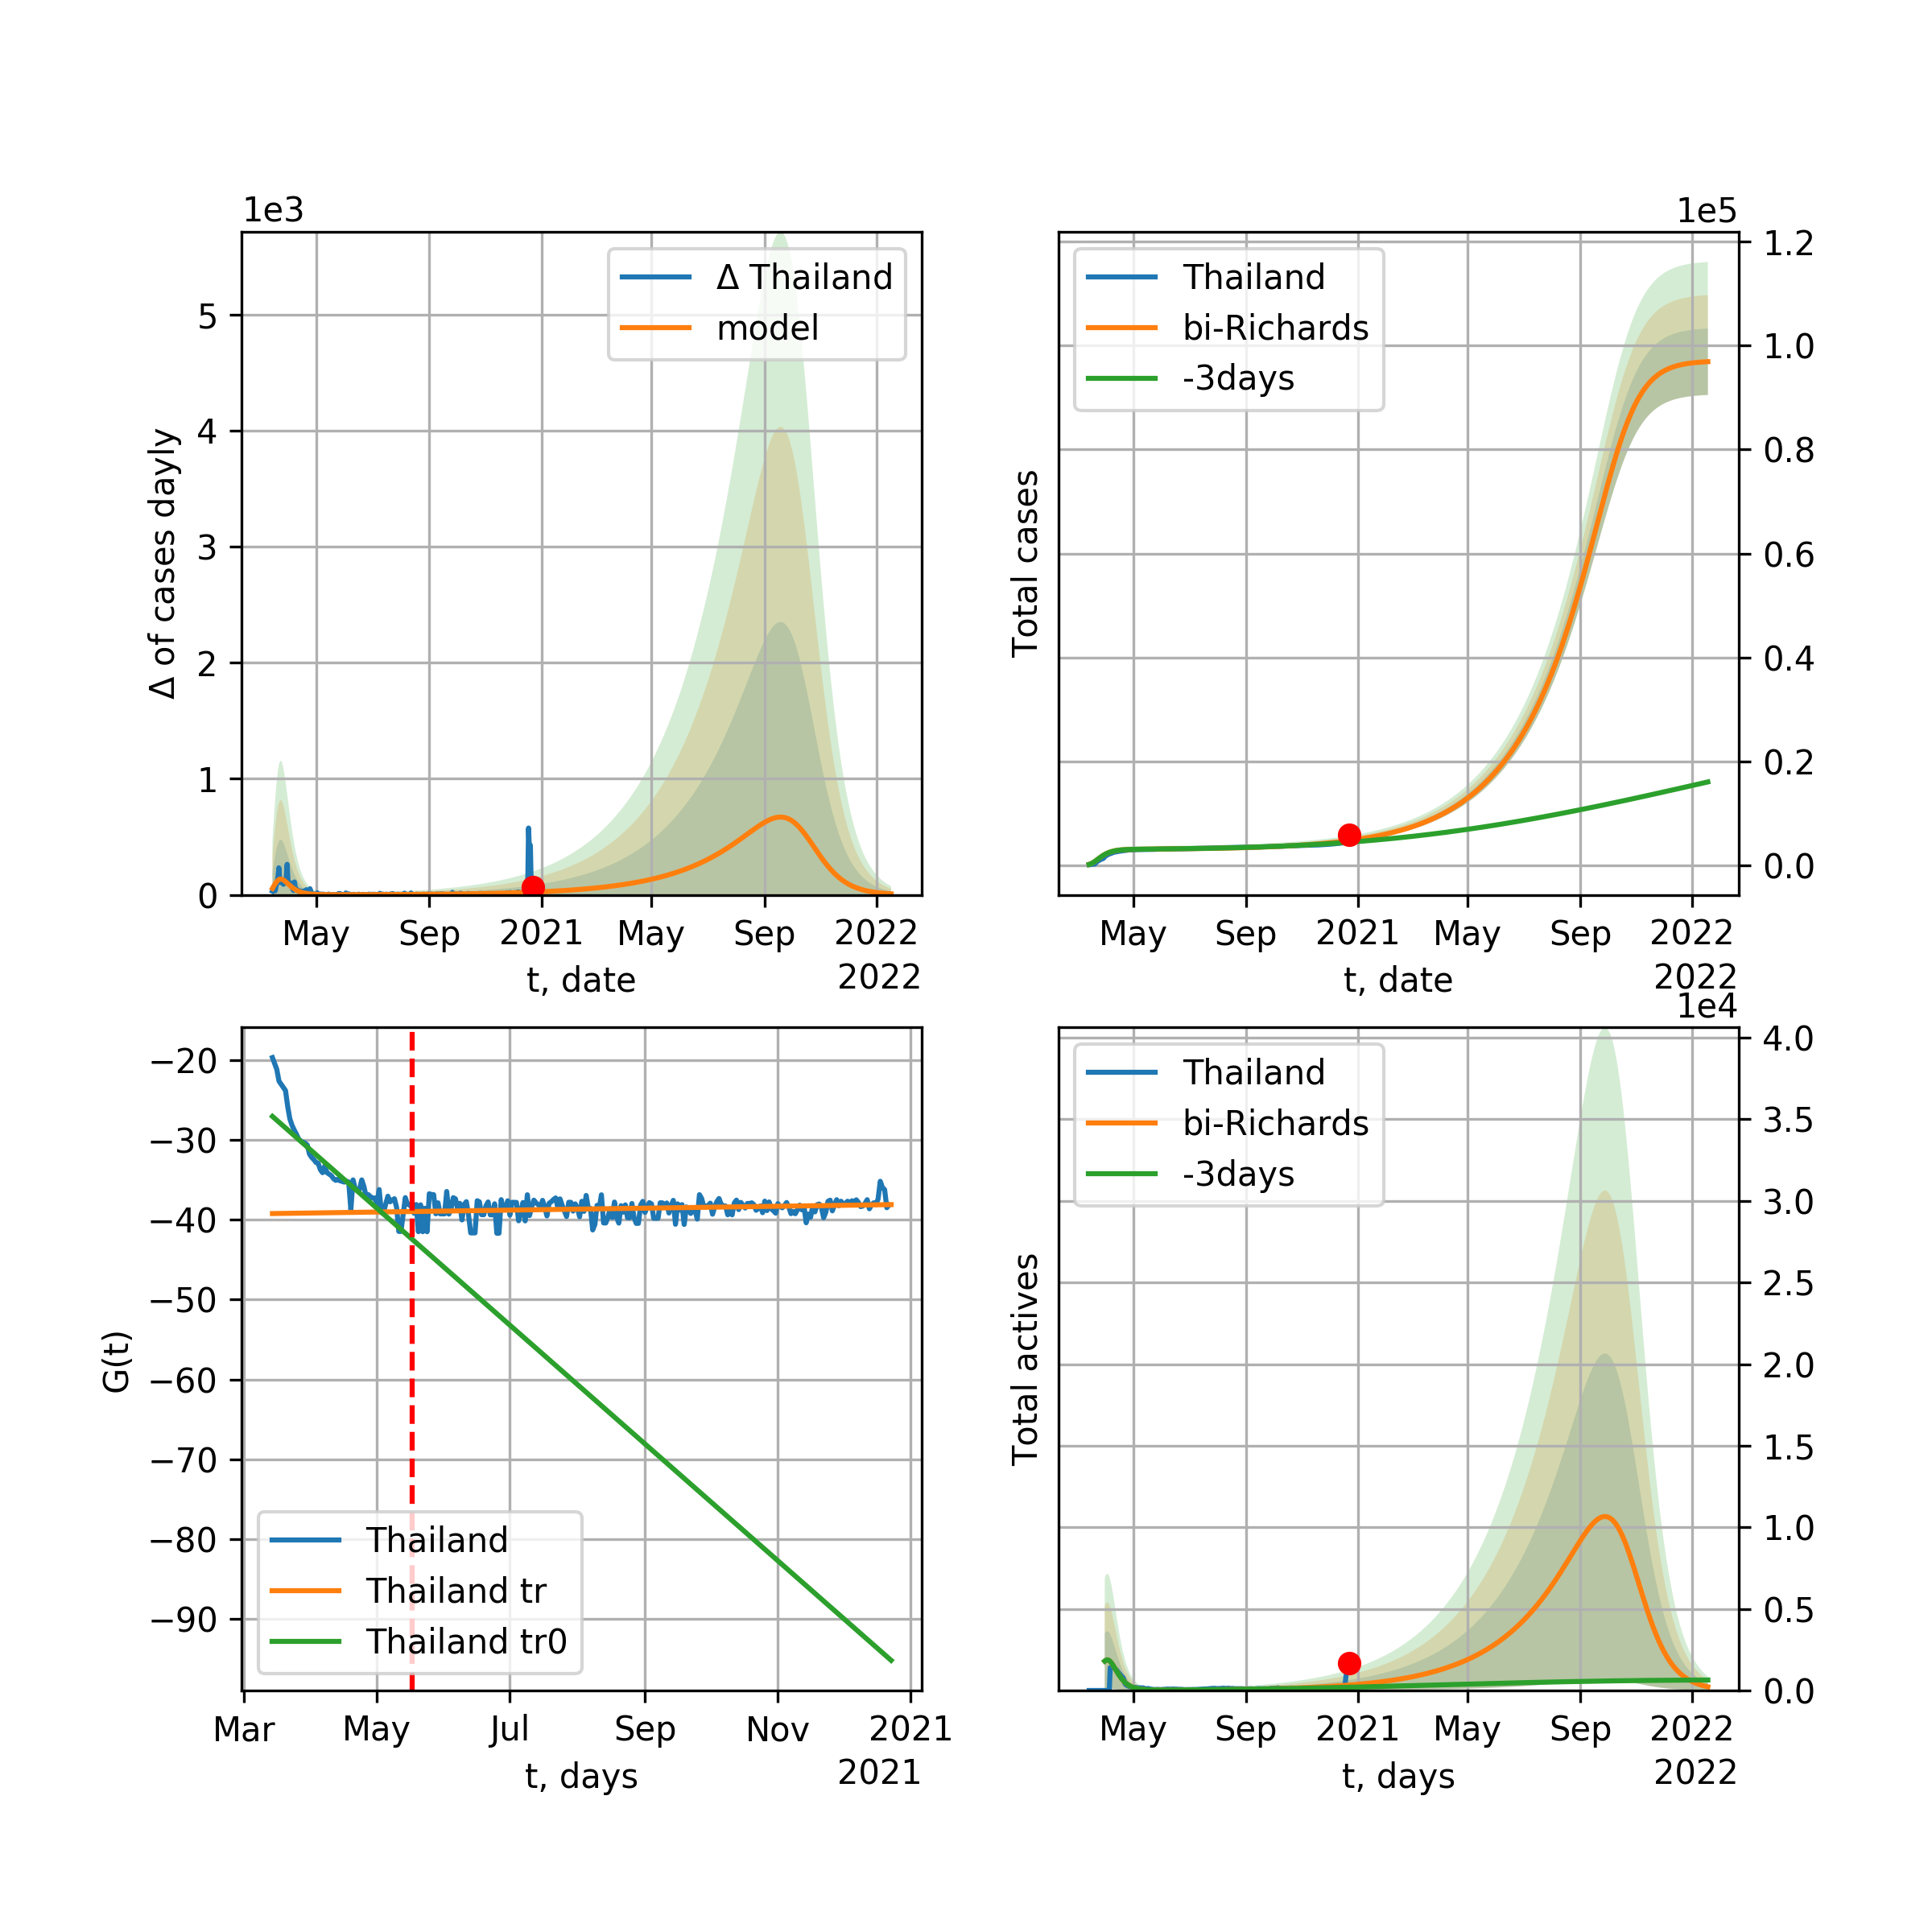 1e3
Δ of cases dayly
5
4
3
2
1
0
Δ Thailand
model
May Sep 2021 May Sep 2022
t, date
2022
1e5
Total cases
Thailand
bi-Richards
-3days
1.2
1.0
0.8
0.6
0.4
0.2
0.0
May Sep 2021 May Sep 2022
t, date
2022
G(t)
−20
−30
−40
−50
−60
−70
−80
−90
Thailand
Thailand tr
Thailand tr0
Mar May Jul Sep Nov 2021
t, days
2021
1e4
Total actives
Thailand
bi-Richards
-3days
4.0
3.5
3.0
2.5
2.0
1.5
1.0
0.5
0.0
May Sep 2021 May Sep 2022
t, days
2022